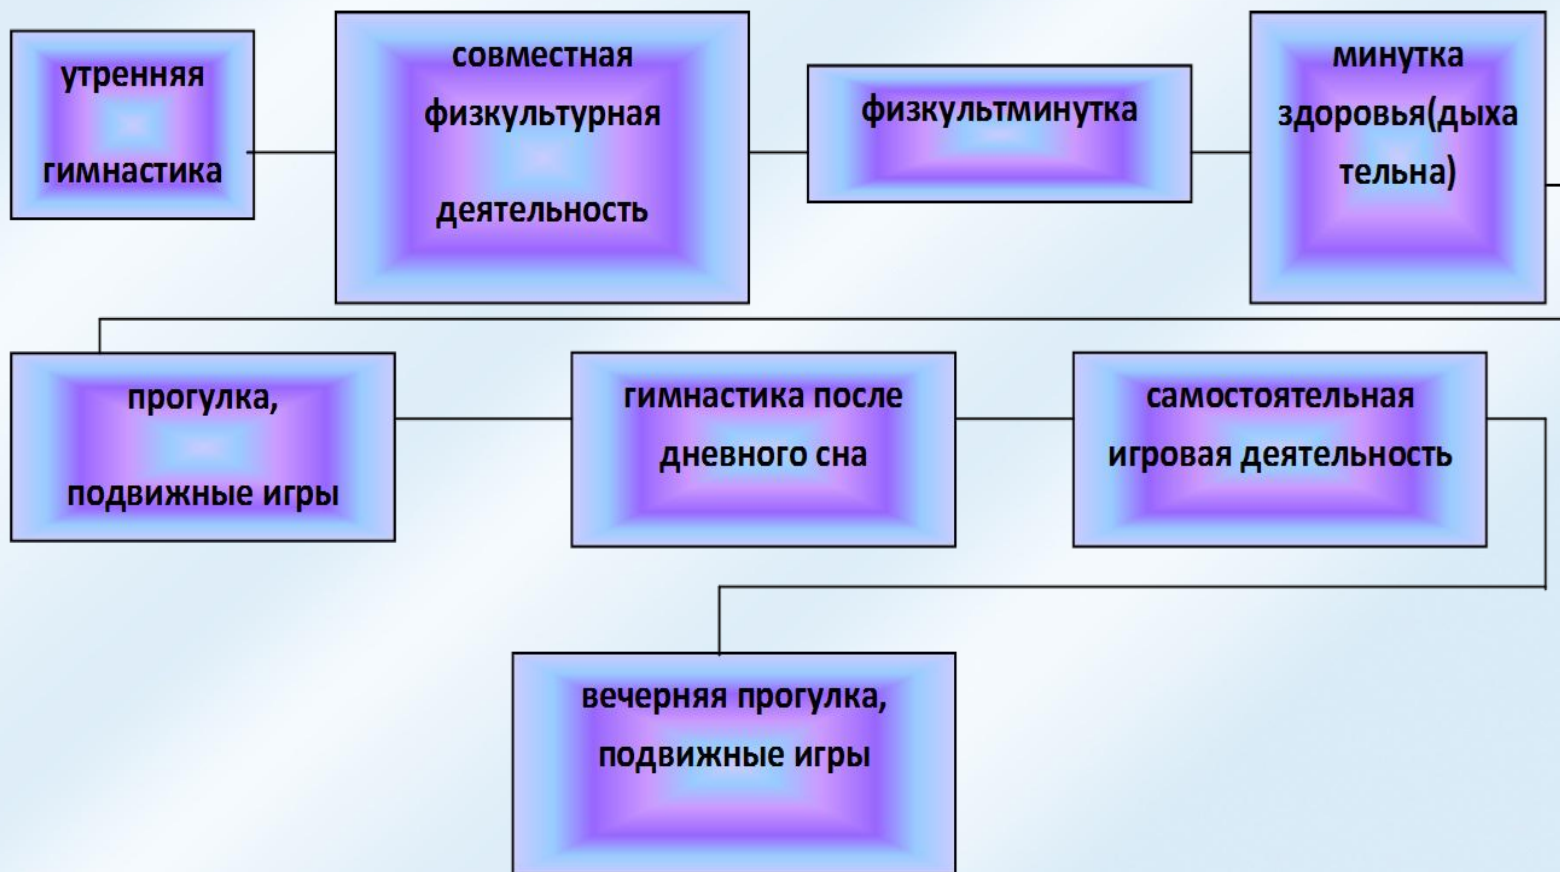 утренняя
гимнастика
совместная
физкультурная
деятельность
физкультминутка
минутка
здоровья(дыха
тельна)
прогулка,
подвижные игры
гимнастика после
дневного сна
самостоятельная
игровая деятельность
вечерняя прогулка,
подвижные игры